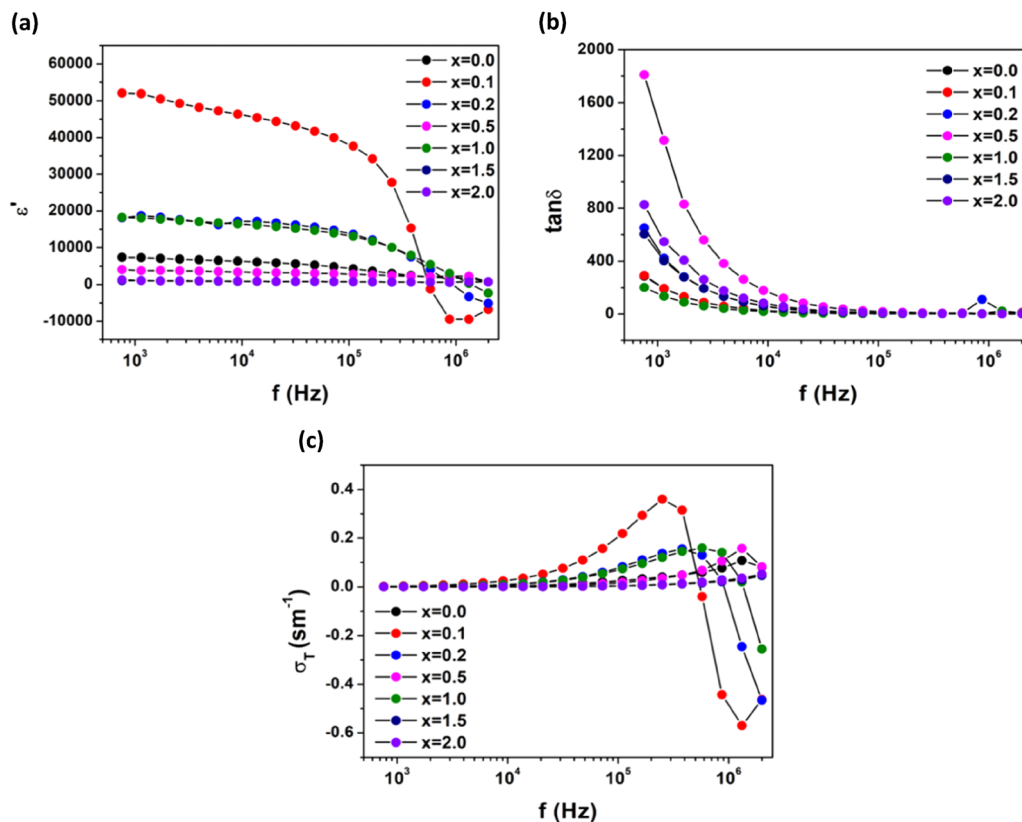 (a)
60000
50000
40000
30000
20000
10000
0
-10000
ε'
10³
10⁴
10⁵
10⁶
f (Hz)
x=0.0
x=0.1
x=0.2
x=0.5
x=1.0
x=1.5
x=2.0
(b)
2000
1600
1200
800
400
0
tanδ
10³
10⁴
10⁵
10⁶
f (Hz)
x=0.0
x=0.1
x=0.2
x=0.5
x=1.0
x=1.5
x=2.0
(c)
0.4
0.2
0.0
-0.2
-0.4
-0.6
σT (sm⁻¹)
10³
10⁴
10⁵
10⁶
f (Hz)
x=0.0
x=0.1
x=0.2
x=0.5
x=1.0
x=1.5
x=2.0